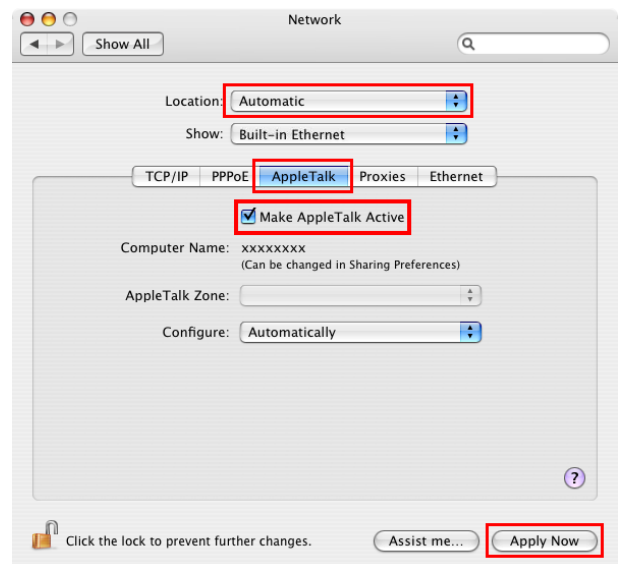 Network
Show All
Location: Automatic
Show: Built-in Ethernet
TCP/IP PPPoE AppleTalk Proxies Ethernet
Make AppleTalk Active
Computer Name: xxxxxxxx
(Can be changed in Sharing Preferences)
AppleTalk Zone:
Configure: Automatically
?
Click the lock to prevent further changes. Assist me... Apply Now